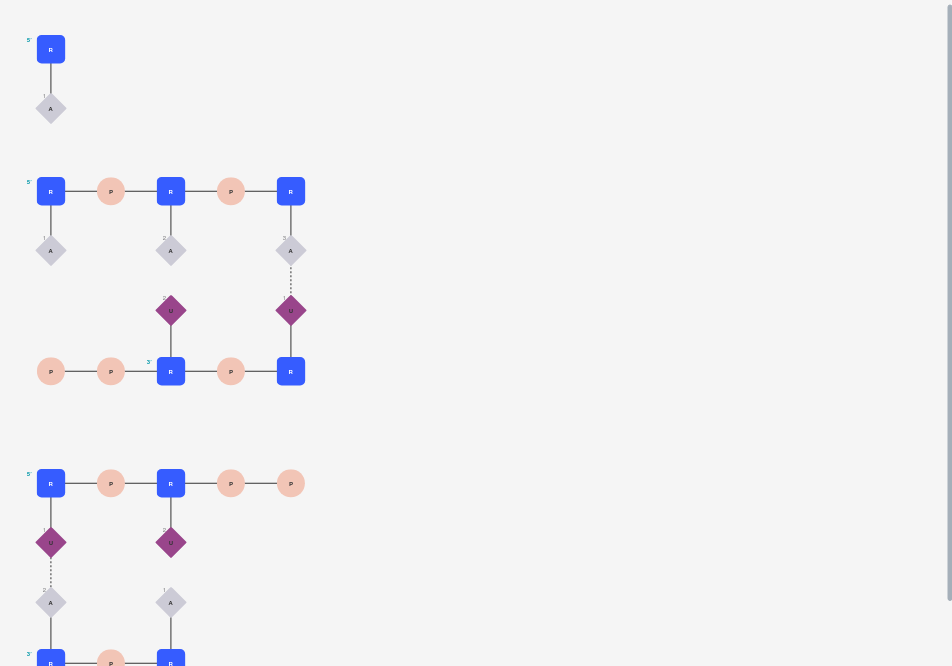 5'
R
1
A
5'
R P R P R
1 2 3
A A A
2 1
U U
3'
P P R P R
5'
R P R P P
1 2
U U
2 1
A A
3'
R P R